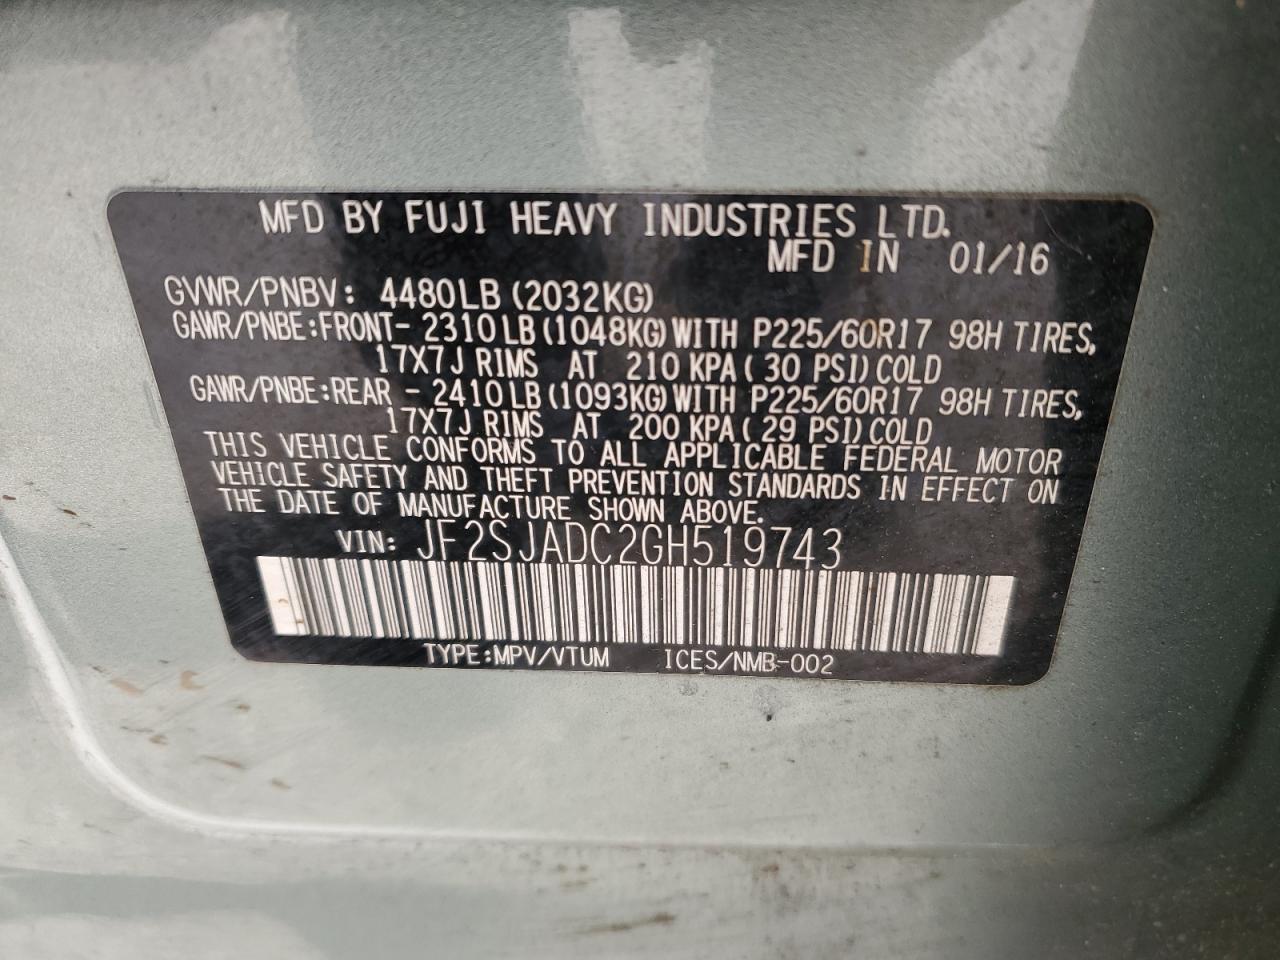 MFD BY FUJI HEAVY INDUSTRIES LTD.
MFD IN 01/16
GVWR/PNBV: 4480LB (2032KG)
GAWR/PNBE:FRONT- 2310LB(1048KG)WITH P225/60R17 98H TIRES,
17X7J RIMS AT 210 KPA( 30 PSI)COLD
GAWR/PNBE:REAR - 2410LB(1093KG)WITH P225/60R17 98H TIRES,
17X7J RIMS AT 200 KPA( 29 PSI)COLD
THIS VEHICLE CONFORMS TO ALL APPLICABLE FEDERAL MOTOR
VEHICLE SAFETY AND THEFT PREVENTION STANDARDS IN EFFECT ON
THE DATE OF MANUFACTURE SHOWN ABOVE.
VIN: JF2SJADC2GH519743
TYPE:MPV/VTUM ICES/NMB-002